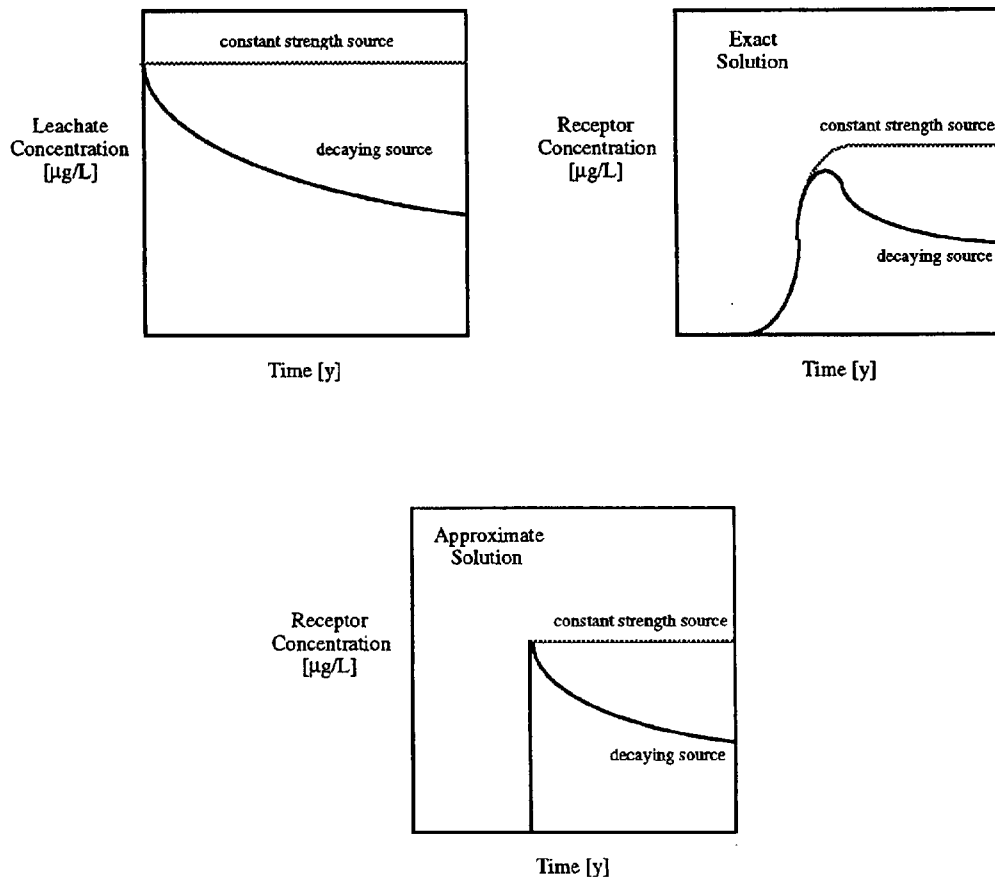 constant strength source
Leachate
Concentration
[µg/L]
decaying source
Time [y]
Exact
Solution
Receptor
Concentration
[µg/L]
constant strength source
decaying source
Time [y]
Approximate
Solution
Receptor
Concentration
[µg/L]
constant strength source
decaying source
Time [y]